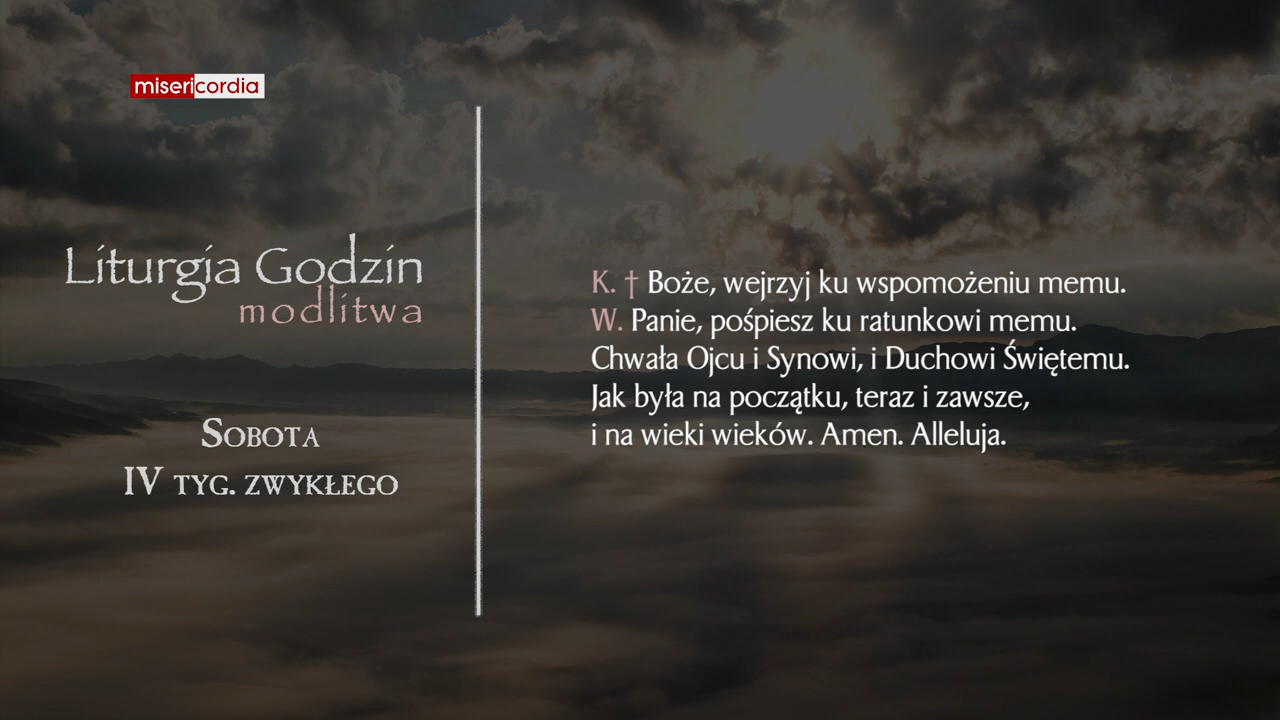 misericordia
Liturgia Godzin
modlitwa
Sobota
IV tyg. zwykłego
K. † Boże, wejrzyj ku wspomożeniu memu.
W. Panie, pośpiesz ku ratunkowi memu.
Chwała Ojcu i Synowi, i Duchowi Świętemu.
Jak była na początku, teraz i zawsze,
i na wieki wieków. Amen. Alleluja.